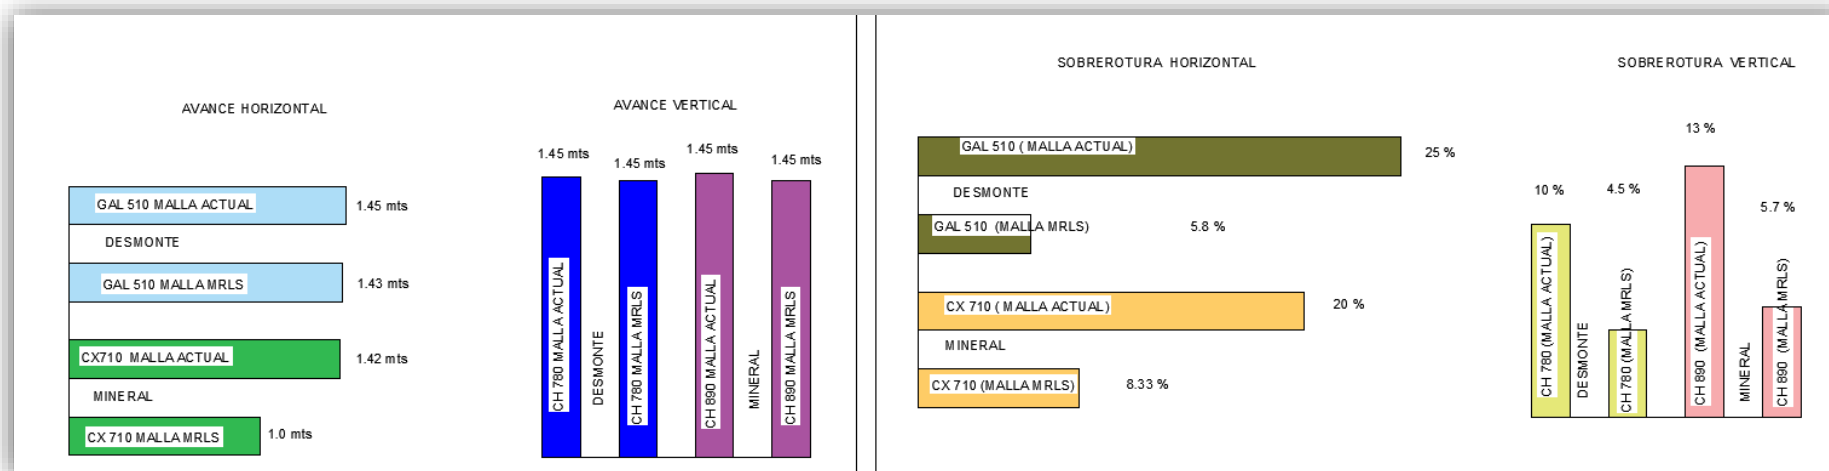 AVANCE HORIZONTAL
GAL 510 MALLA ACTUAL
1.45 mts
DESMONTE
GAL 510 MALLA MRLS
1.43 mts
CX710 MALLA ACTUAL
1.42 mts
MINERAL
CX 710 MALLA MRLS
1.0 mts
AVANCE VERTICAL
1.45 mts
1.45 mts
1.45 mts
1.45 mts
CH 780 MALLA ACTUAL
DESMONTE
CH 780 MALLA MRLS
CH 890 MALLA ACTUAL
MINERAL
CH 890 MALLA MRLS
SOBREROTURA HORIZONTAL
GAL 510 ( MALLA ACTUAL)
25 %
DESMONTE
GAL 510 (MALLA MRLS)
5.8 %
CX 710 ( MALLA ACTUAL)
20 %
MINERAL
CX 710 (MALLA MRLS)
8.33 %
SOBREROTURA VERTICAL
10 %
4.5 %
13 %
5.7 %
CH 780 (MALLA ACTUAL)
DESMONTE
CH 780 (MALLA MRLS)
CH 890 (MALLA ACTUAL)
MINERAL
CH 890 (MALLA MRLS)